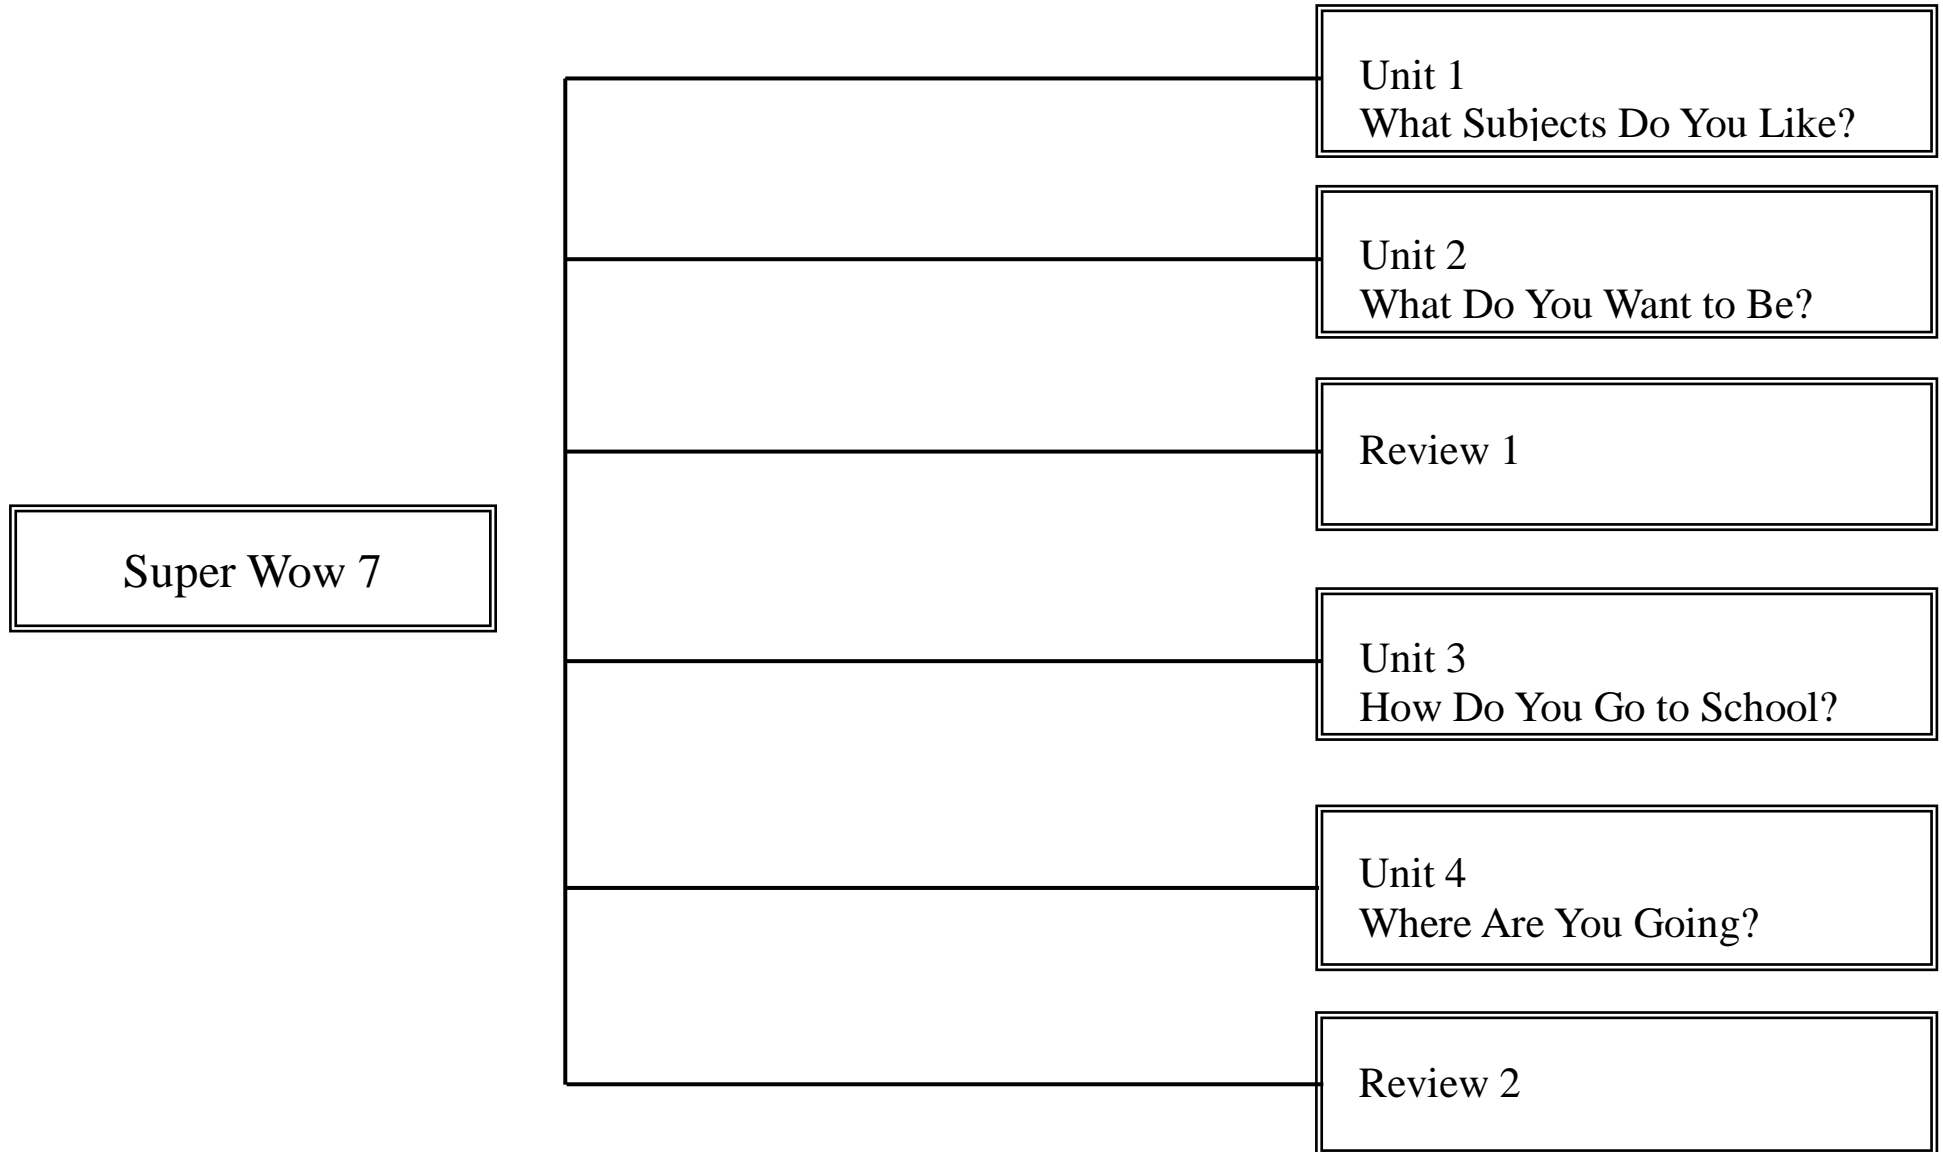 Super Wow 7
Unit 1
What Subjects Do You Like?
Unit 2
What Do You Want to Be?
Review 1
Unit 3
How Do You Go to School?
Unit 4
Where Are You Going?
Review 2